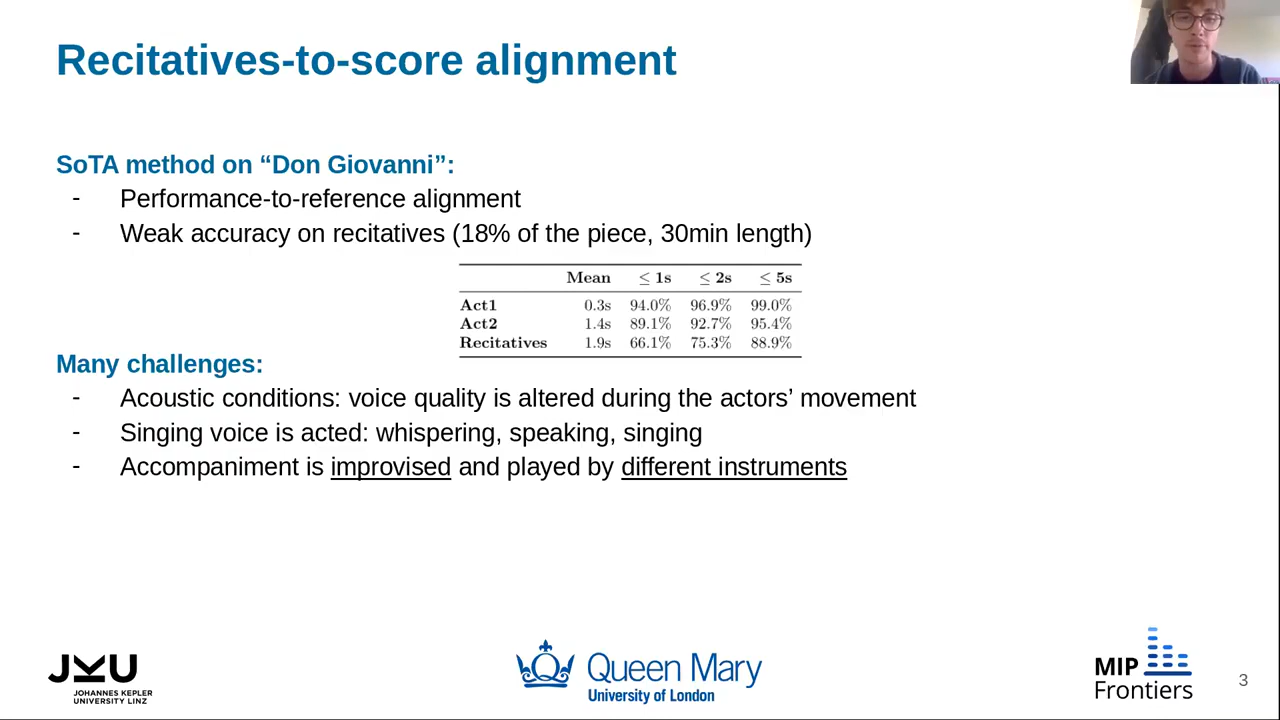 Recitatives-to-score alignment
SoTA method on “Don Giovanni”:
- Performance-to-reference alignment
- Weak accuracy on recitatives (18% of the piece, 30min length)
Mean ≤ 1s ≤ 2s ≤ 5s
Act1 0.3s 94.0% 96.9% 99.0%
Act2 1.4s 89.1% 92.7% 95.4%
Recitatives 1.9s 66.1% 75.3% 88.9%
Many challenges:
- Acoustic conditions: voice quality is altered during the actors’ movement
- Singing voice is acted: whispering, speaking, singing
- Accompaniment is improvised and played by different instruments
JKU
JOHANNES KEPLER
UNIVERSITY LINZ
Queen Mary
University of London
MIP
Frontiers
3